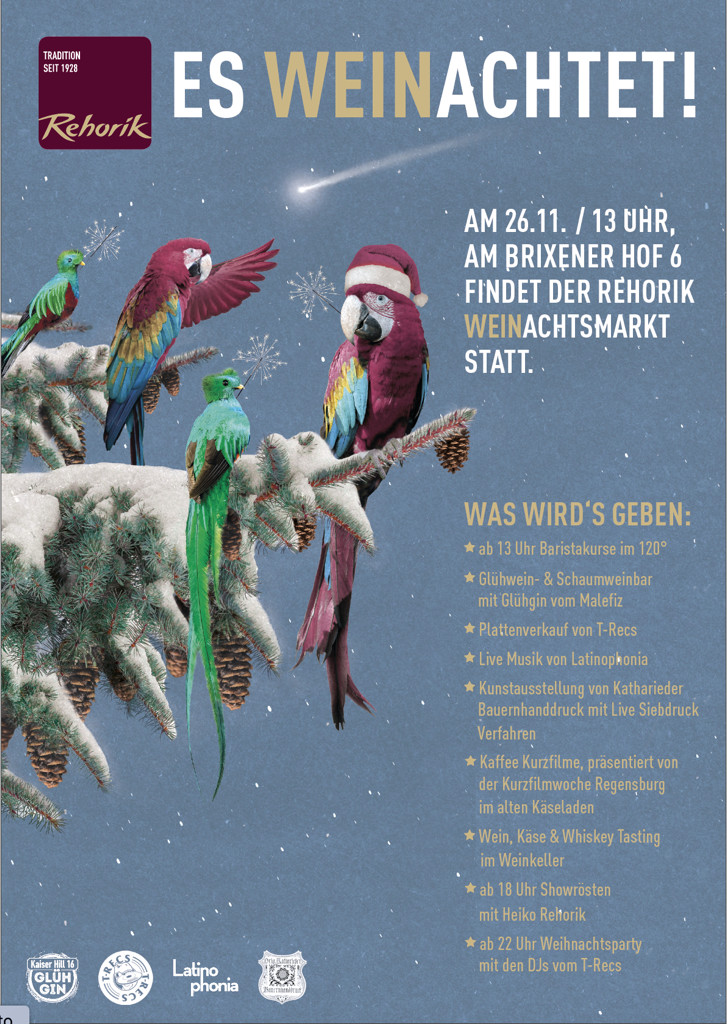 TRADITION
SEIT 1928
Rehorik
ES WEINACHTET!
AM 26.11. / 13 UHR,
AM BRIXENER HOF 6
FINDET DER REHORIK
WEINACHTSMARKT
STATT.
WAS WIRD'S GEBEN:
ab 13 Uhr Baristakurse im 120°
Glühwein- & Schaumweinbar
mit Glühgin vom Malefiz
Plattenverkauf von T-Recs
Live Musik von Latinophonia
Kunstausstellung von Katharieder
Bauernhanddruck mit Live Siebdruck
Verfahren
Kaffee Kurzfilme, präsentiert von
der Kurzfilmwoche Regensburg
im alten Käseladen
Wein, Käse & Whiskey Tasting
im Weinkeller
ab 18 Uhr Showrösten
mit Heiko Rehorik
ab 22 Uhr Weihnachtsparty
mit den DJs vom T-Recs
Kaiser Hill 16
GLÜH
GIN
T-RECS
T-RECS
Latino
phonia